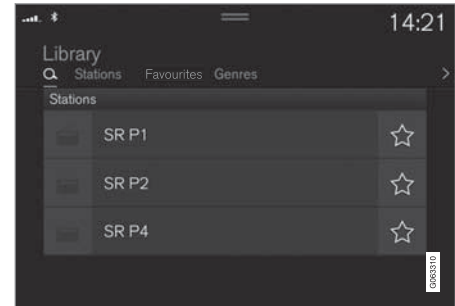 14:21
Library
Stations Favourites Genres
Stations
SR P1
SR P2
SR P4
G063310